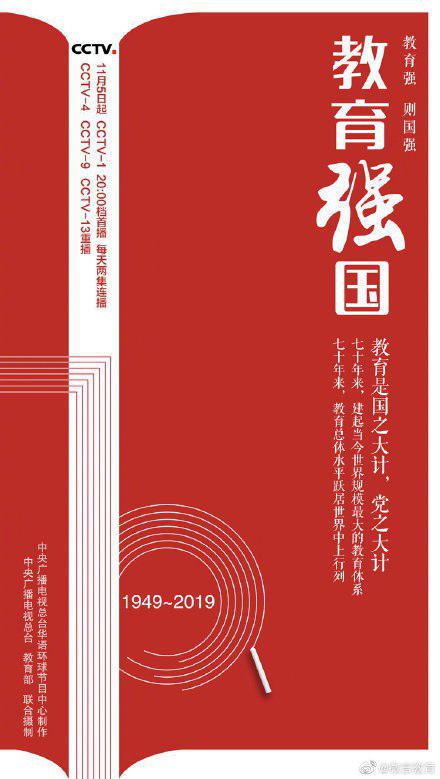 教育强 则国强
教育强国
教育是国之大计，党之大计
七十年来，建起当今世界规模最大的教育体系
七十年来，教育总体水平跃居世界中上行列
CCTV.
11月5日起 CCTV-1 20:00档首播 每天两集连播
CCTV-4 CCTV-9 CCTV-13重播
1949~2019
中央广播电视总台华语环球节目中心制作
中央广播电视总台 教育部 联合摄制
@微言教育